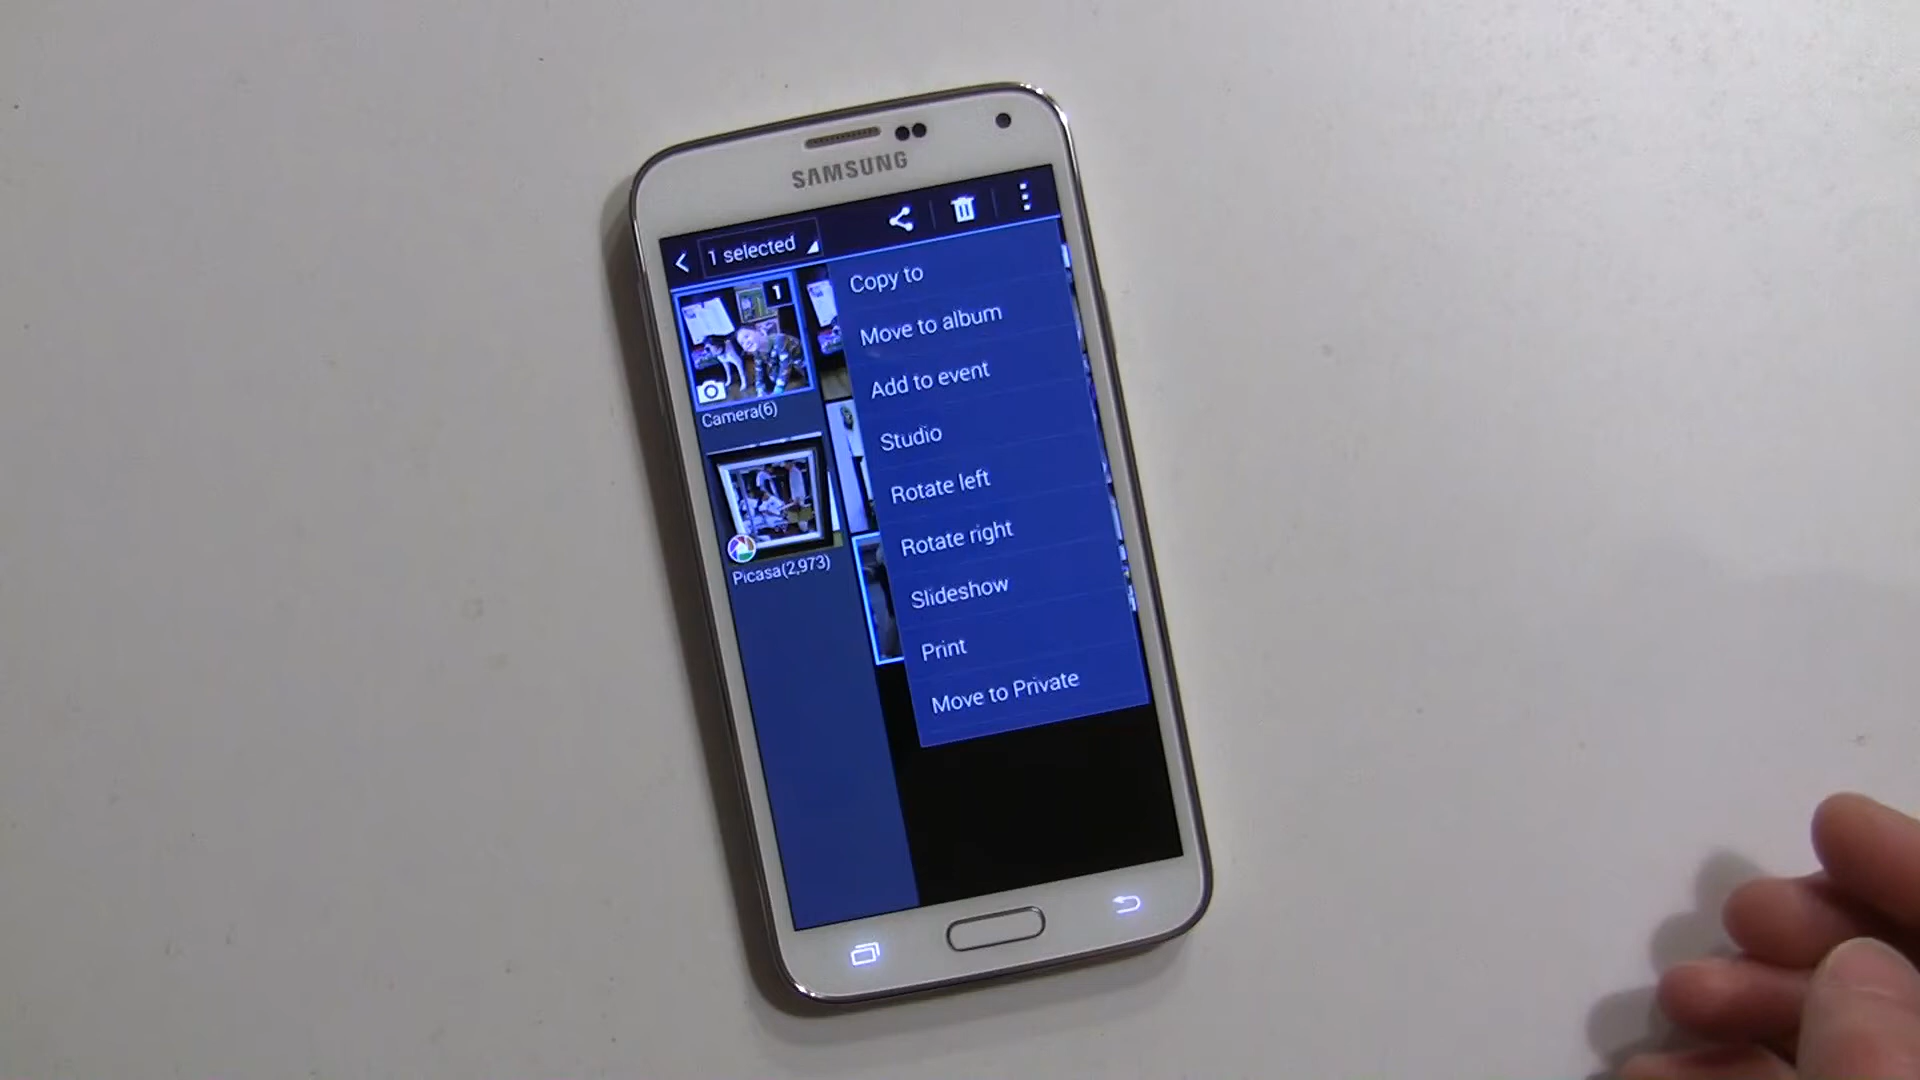 SAMSUNG
1 selected
1
Camera(6)
Picasa(2,973)
Copy to
Move to album
Add to event
Studio
Rotate left
Rotate right
Slideshow
Print
Move to Private